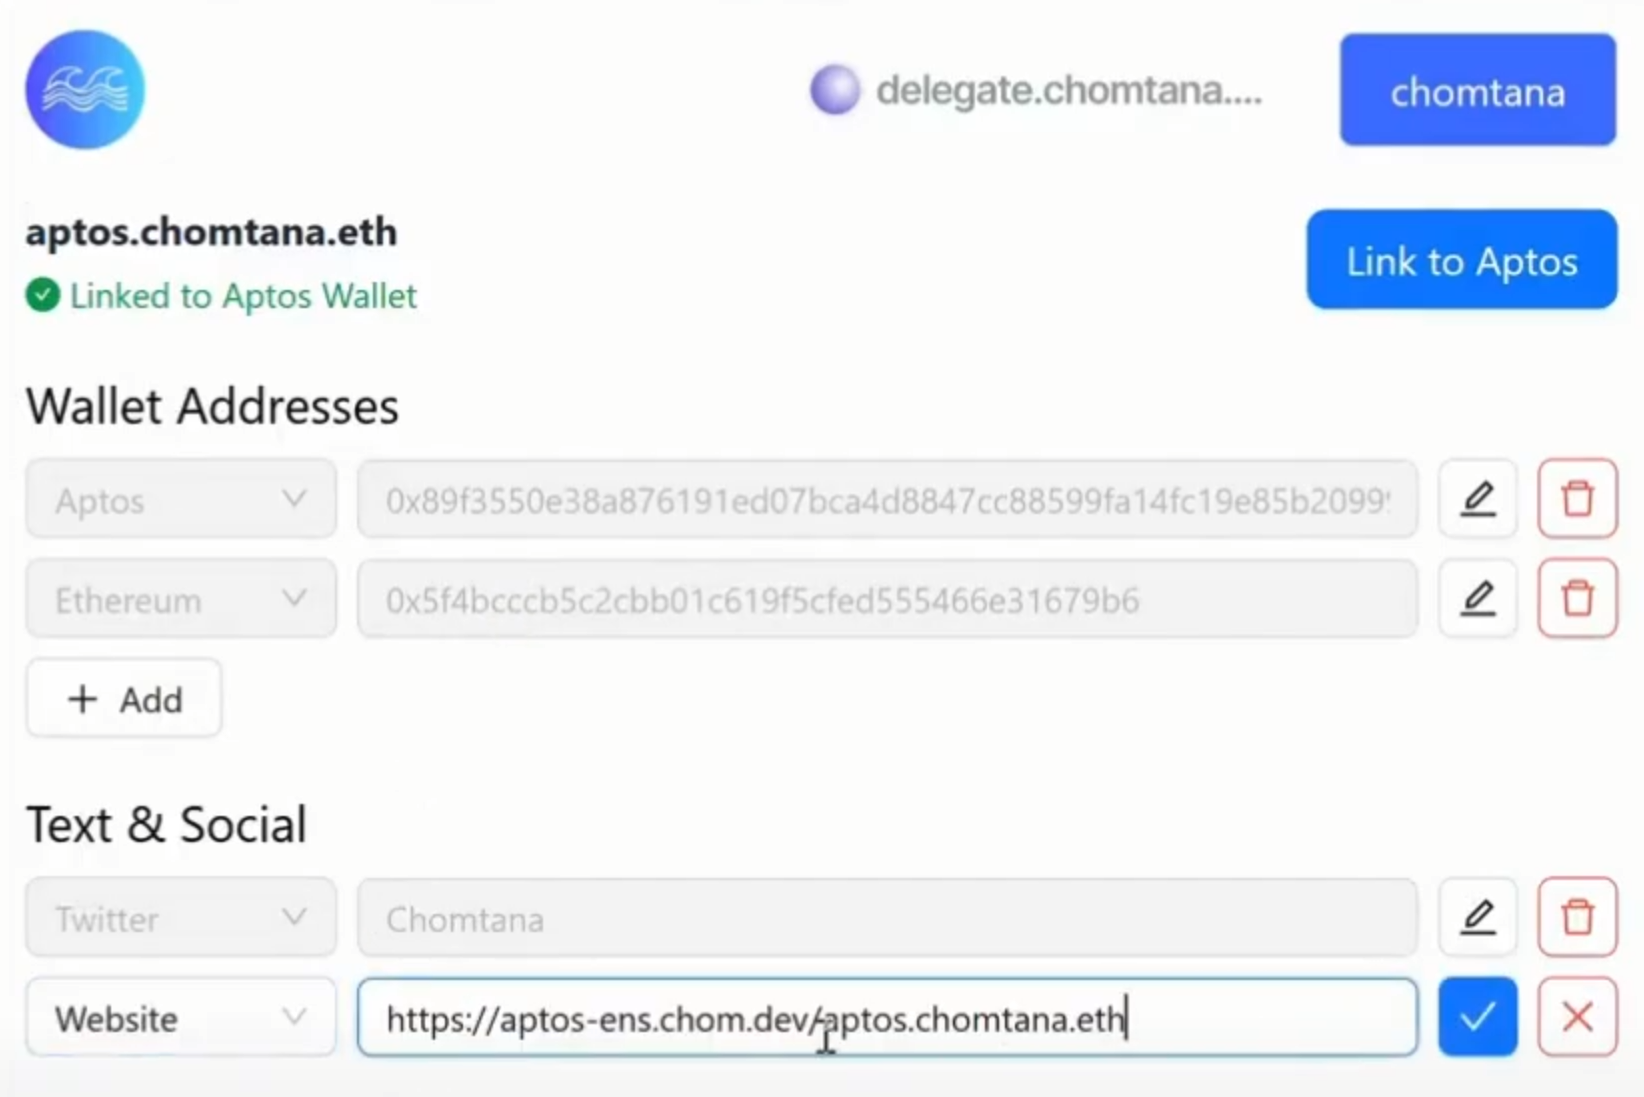 delegate.chomtana....
chomtana
aptos.chomtana.eth
Linked to Aptos Wallet
Link to Aptos
Wallet Addresses
Aptos
0x89f3550e38a876191ed07bca4d8847cc88599fa14fc19e85b2099
Ethereum
0x5f4bcccb5c2cbb01c619f5cfed555466e31679b6
+ Add
Text & Social
Twitter
Chomtana
Website
https://aptos-ens.chom.dev/aptos.chomtana.eth